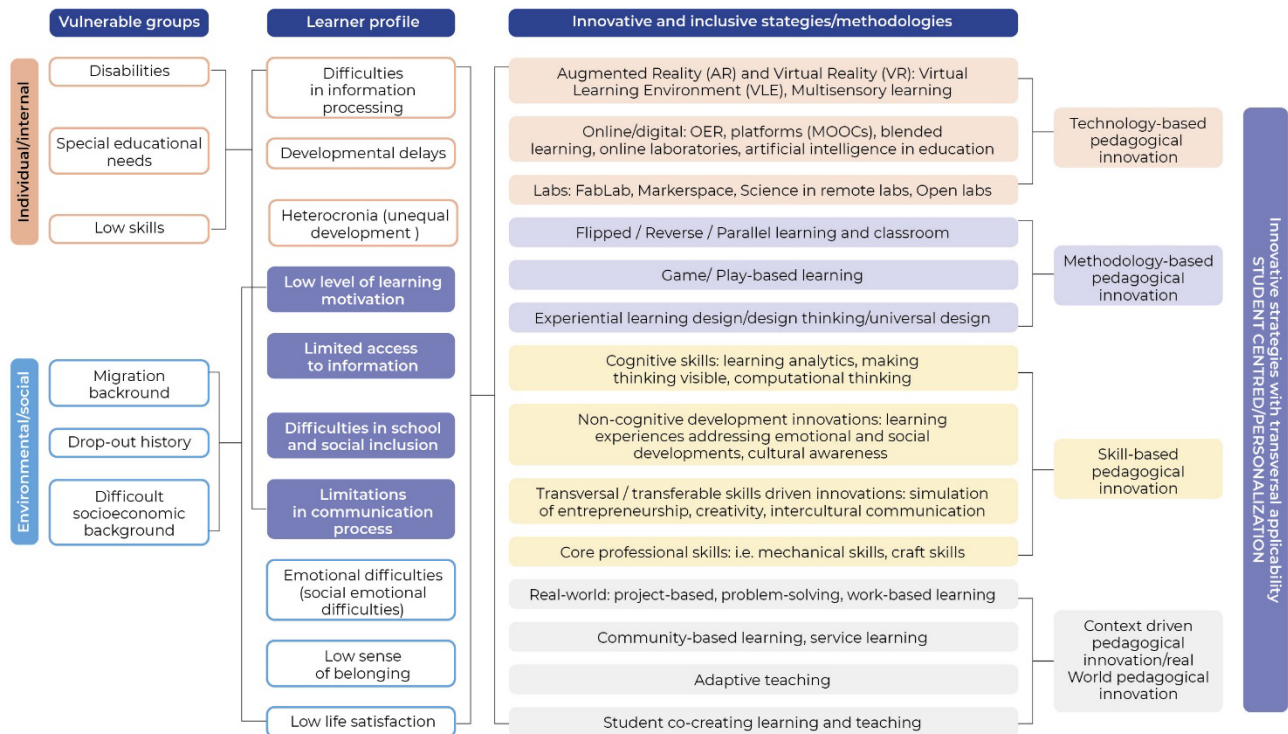 Vulnerable groups
Learner profile
Innovative and inclusive stategies/methodologies
Individual/internal
Disabilities
Special educational
needs
Low skills
Environmental/social
Migration
backround
Drop-out history
Difficult
socioeconomic
background
Difficulties
in information
processing
Developmental delays
Heterocronia (unequal
development )
Low level of learning
motivation
Limited access
to information
Difficulties in school
and social inclusion
Limitations
in communication
process
Emotional difficulties
(social emotional
difficulties)
Low sense
of belonging
Low life satisfaction
Augmented Reality (AR) and Virtual Reality (VR): Virtual
Learning Environment (VLE), Multisensory learning
Online/digital: OER, platforms (MOOCs), blended
learning, online laboratories, artificial intelligence in education
Labs: FabLab, Markerspace, Science in remote labs, Open labs
Flipped / Reverse / Parallel learning and classroom
Game/ Play-based learning
Experiential learning design/design thinking/universal design
Cognitive skills: learning analytics, making
thinking visible, computational thinking
Non-cognitive development innovations: learning
experiences addressing emotional and social
developments, cultural awareness
Transversal / transferable skills driven innovations: simulation
of entrepreneurship, creativity, intercultural communication
Core professional skills: i.e. mechanical skills, craft skills
Real-world: project-based, problem-solving, work-based learning
Community-based learning, service learning
Adaptive teaching
Student co-creating learning and teaching
Technology-based
pedagogical
innovation
Methodology-based
pedagogical
innovation
Skill-based
pedagogical
innovation
Context driven
pedagogical
innovation/real
World pedagogical
innovation
Innovative strategies with transversal applicability
STUDENT CENTRED/PERSONALIZATION